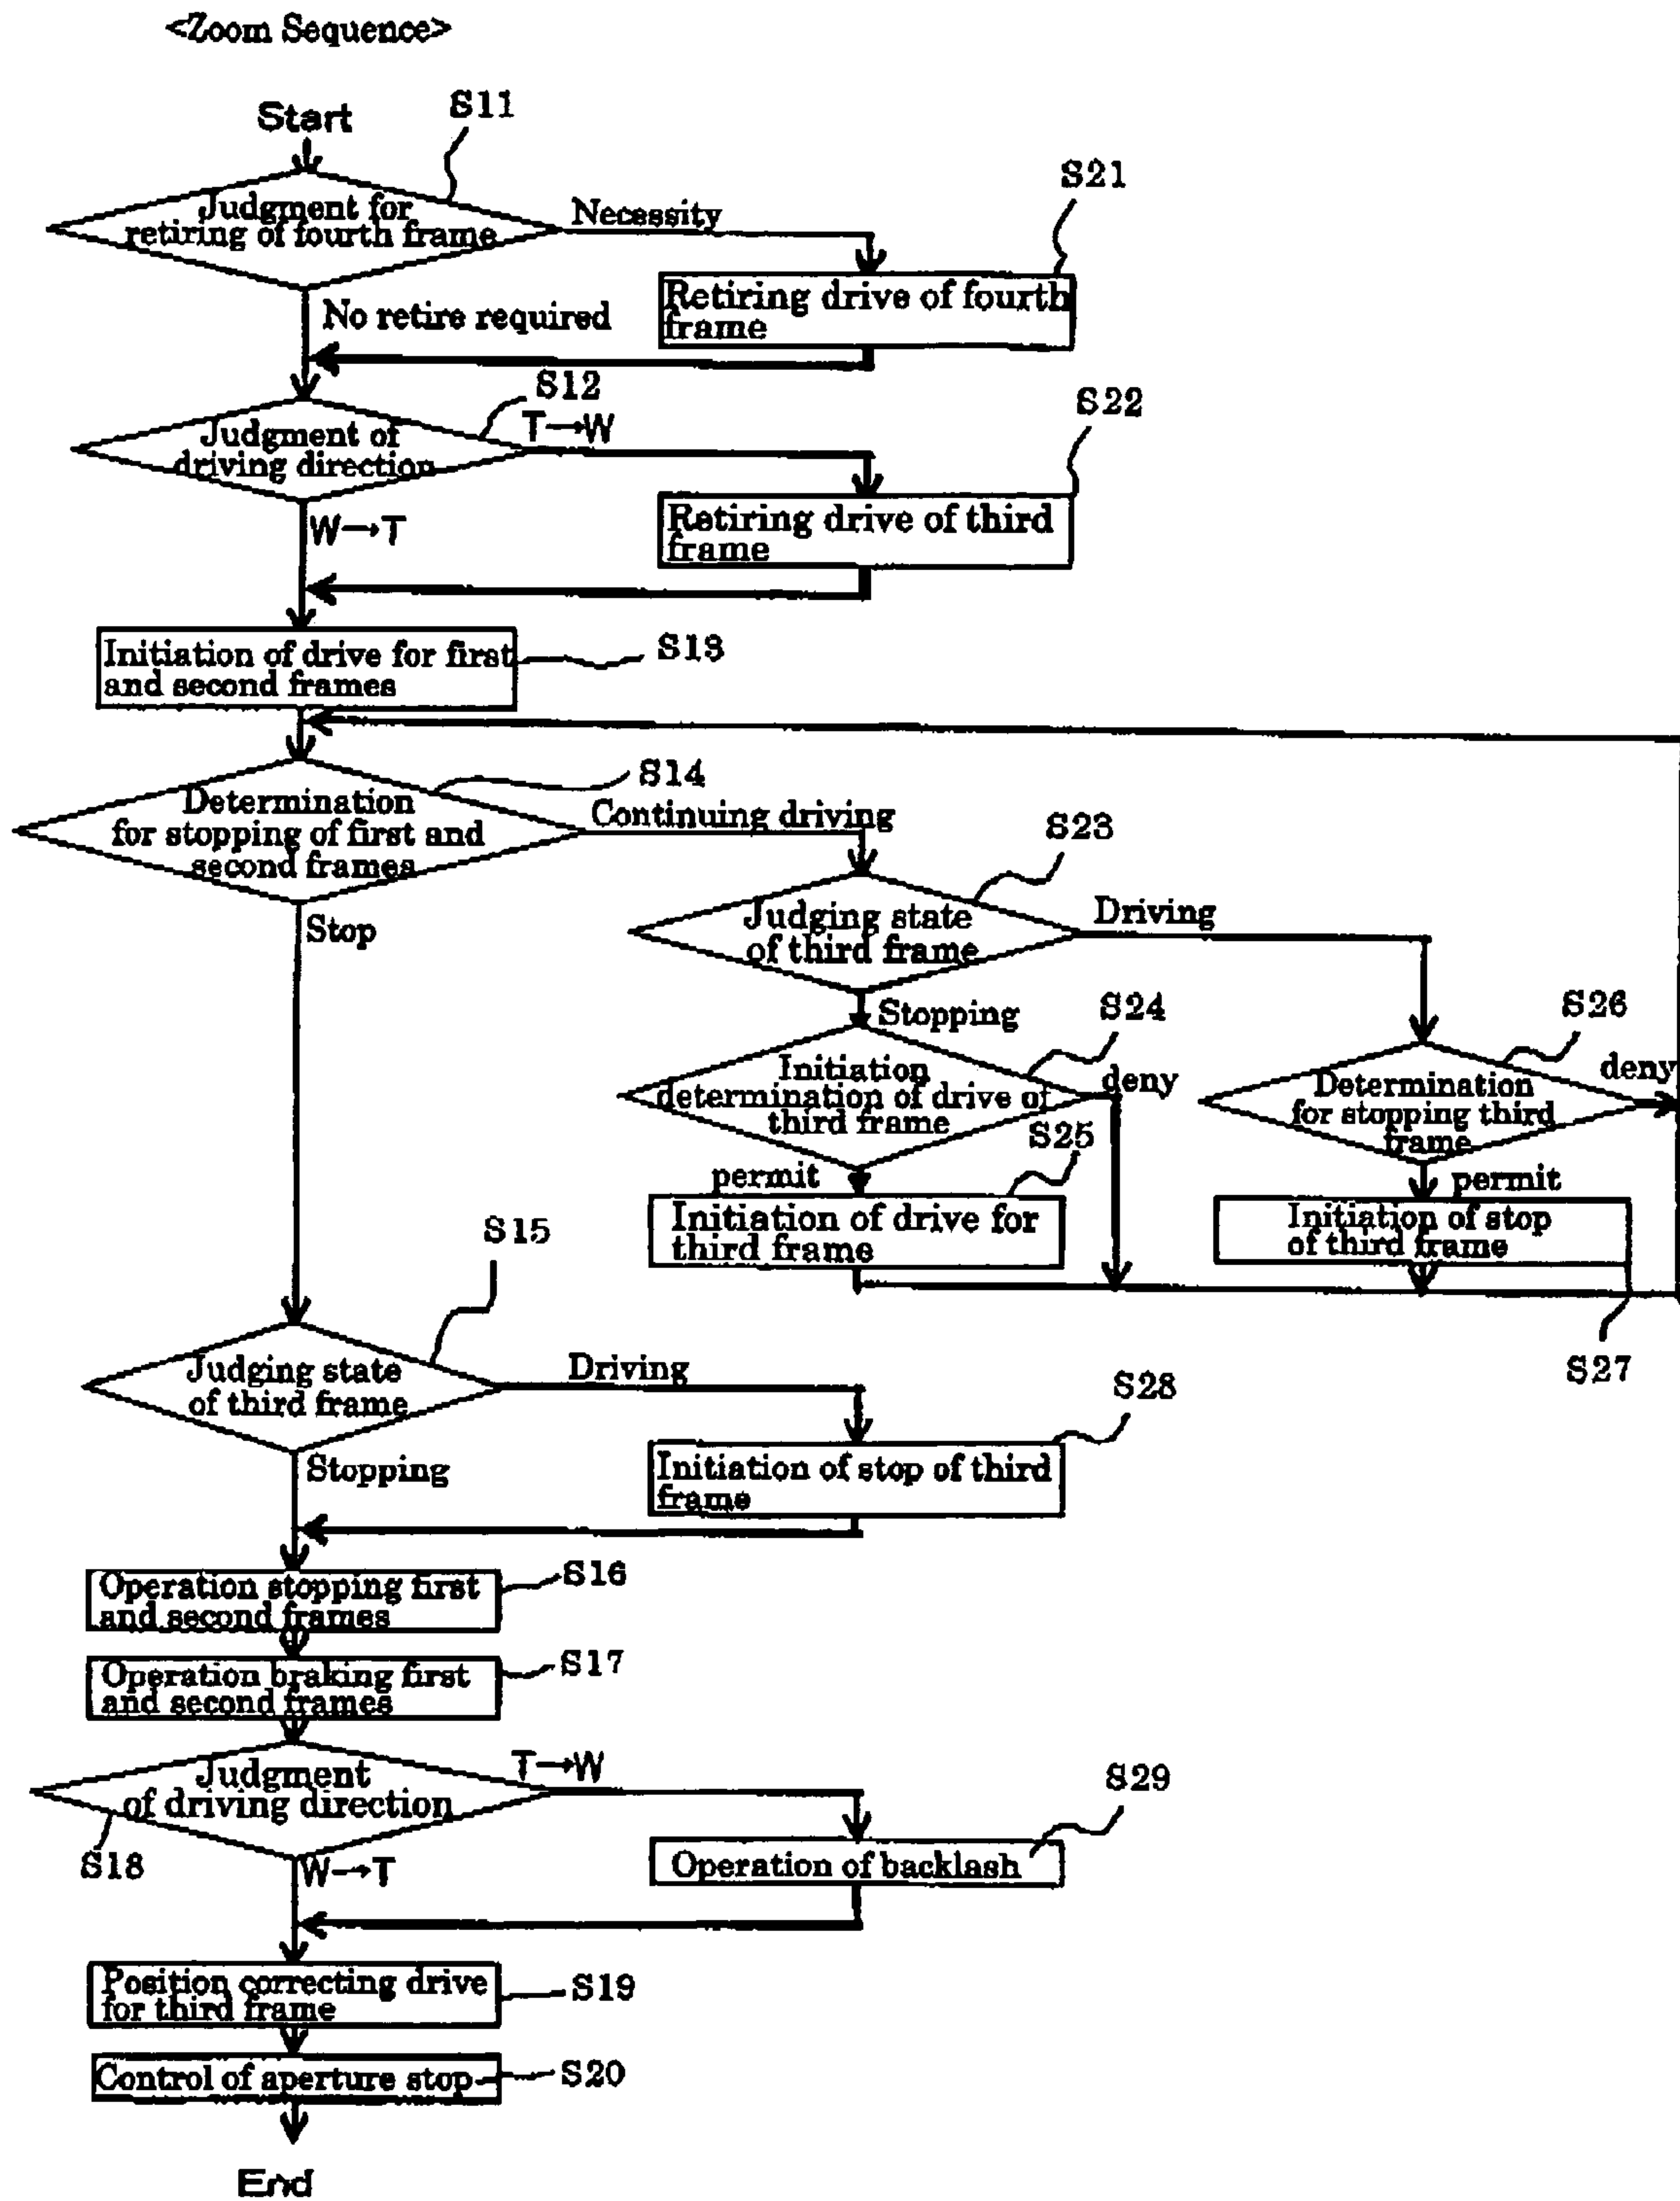 <Zoom Sequence>
Start
S11
Judgment for
retiring of fourth frame
Necessity
S21
Retiring drive of fourth
frame
No retire required
S12
Judgment of
driving direction
T→W
S22
Retiring drive of third
frame
W→T
Initiation of drive for first
and second frames
S13
S14
Determination
for stopping of first and
second frames
Continuing driving
S23
Judging state
of third frame
Driving
Stop
Stopping
S24
Initiation
determination of drive of
third frame
deny
S26
Determination
for stopping third
frame
deny
S25
permit
Initiation of drive for
third frame
permit
Initiation of stop
of third frame
S27
S15
Judging state
of third frame
Driving
S28
Initiation of stop of third
frame
Stopping
Operation stopping first
and second frames
S16
Operation braking first
and second frames
S17
Judgment
of driving direction
T→W
S29
S18
W→T
Operation of backlash
Position correcting drive
for third frame
S19
Control of aperture stop
S20
End